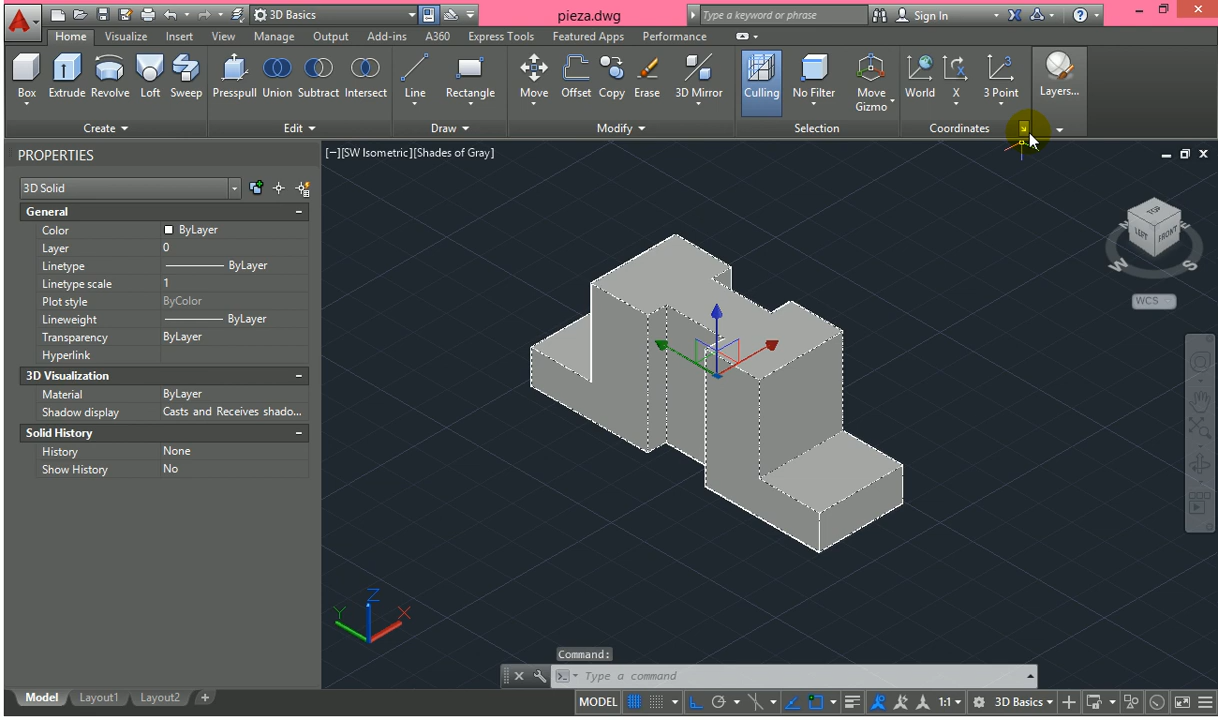 3D Basics
pieza.dwg
Type a keyword or phrase
Sign In
Home Visualize Insert View Manage Output Add-ins A360 Express Tools Featured Apps Performance
Box Extrude Revolve Loft Sweep Presspull Union Subtract Intersect Line Rectangle Move Offset Copy Erase 3D Mirror Culling No Filter Move Gizmo World X 3 Point Layers...
Create Edit Draw Modify Selection Coordinates
PROPERTIES
[−][SW Isometric][Shades of Gray]
3D Solid
General
Color ByLayer
Layer 0
Linetype ByLayer
Linetype scale 1
Plot style ByColor
Lineweight ByLayer
Transparency ByLayer
Hyperlink
3D Visualization
Material ByLayer
Shadow display Casts and Receives shado...
Solid History
History None
Show History No
TOP
LEFT FRONT
W S
WCS
Z
Y X
Command:
Type a command
Model Layout1 Layout2 +
MODEL 1:1 3D Basics